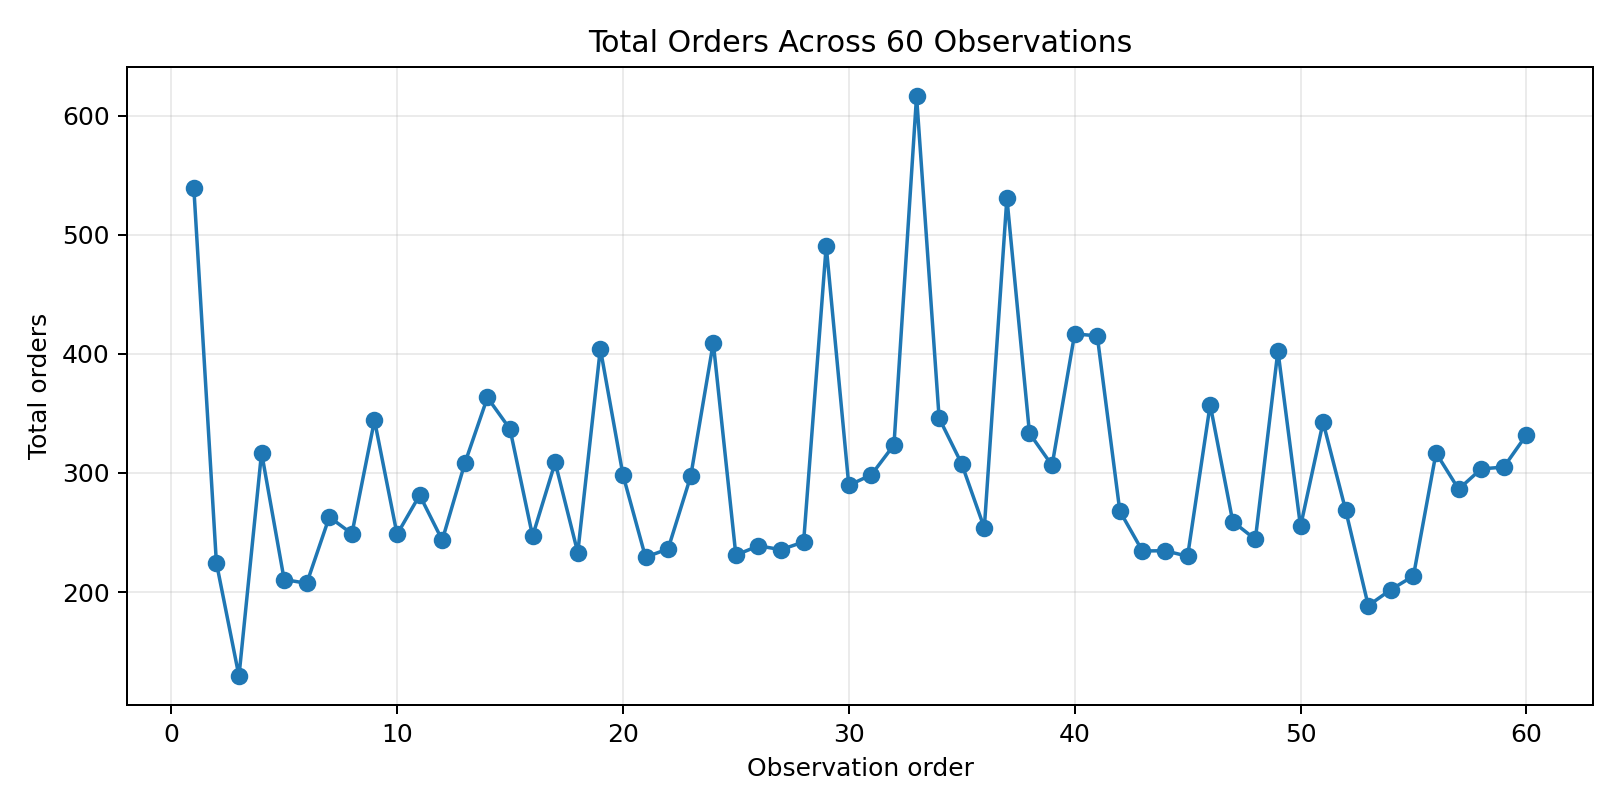 Total Orders Across 60 Observations
600
500
400
300
200
Total orders
0 10 20 30 40 50 60
Observation order